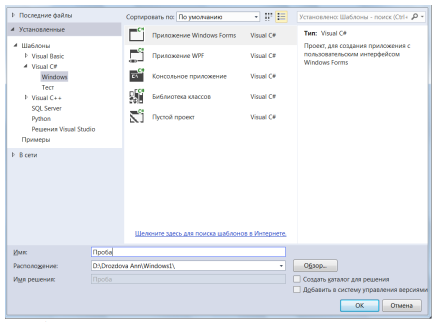 Последние файлы
Установленные
Шаблоны
Visual Basic
Visual C#
Windows
Тест
Visual C++
SQL Server
Python
Решения Visual Studio
Примеры
В сети
Сортировать по: По умолчанию
Приложение Windows Forms Visual C#
Приложение WPF Visual C#
Консольное приложение Visual C#
Библиотека классов Visual C#
Пустой проект Visual C#
Щелкните здесь для поиска шаблонов в Интернете.
Установлено: Шаблоны - поиск (Ctrl+
Тип: Visual C#
Проект, для создания приложения с
пользовательским интерфейсом
Windows Forms
Имя: Проба
Расположение: D:\Drozdova Ann\Windows1\ Обзор...
Имя решения: Проба
Создать каталог для решения
Добавить в систему управления версиями
ОК Отмена